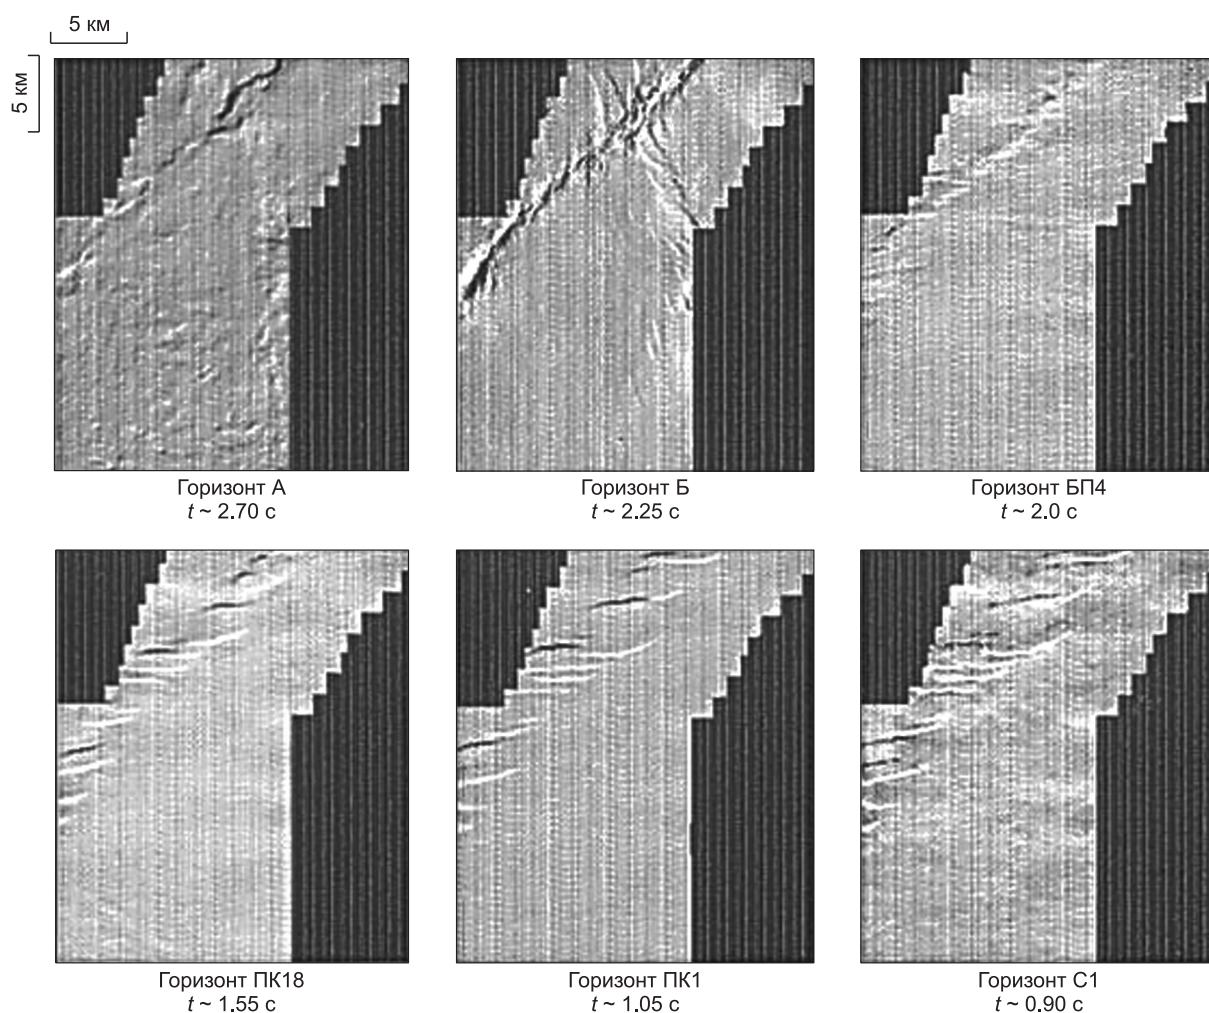 5 км
5 км
Горизонт А
t ~ 2.70 с
Горизонт Б
t ~ 2.25 с
Горизонт БП4
t ~ 2.0 с
Горизонт ПК18
t ~ 1.55 с
Горизонт ПК1
t ~ 1.05 с
Горизонт С1
t ~ 0.90 с